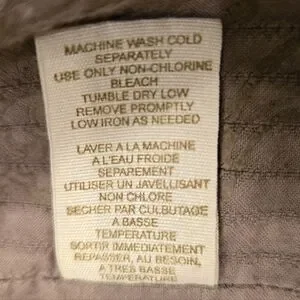 MACHINE WASH COLD
SEPARATELY
USE ONLY NON-CHLORINE
BLEACH
TUMBLE DRY LOW
REMOVE PROMPTLY
LOW IRON AS NEEDED
LAVER A LA MACHINE
A L'EAU FROIDE
SEPAREMENT
UTILISER UN JAVELLISANT
NON CHLORE
SECHER PAR CULBUTAGE
A BASSE
TEMPERATURE
SORTIR IMMEDIATEMENT
REPASSER, AU BESOIN,
A TRES BASSE
TEMPERATURE